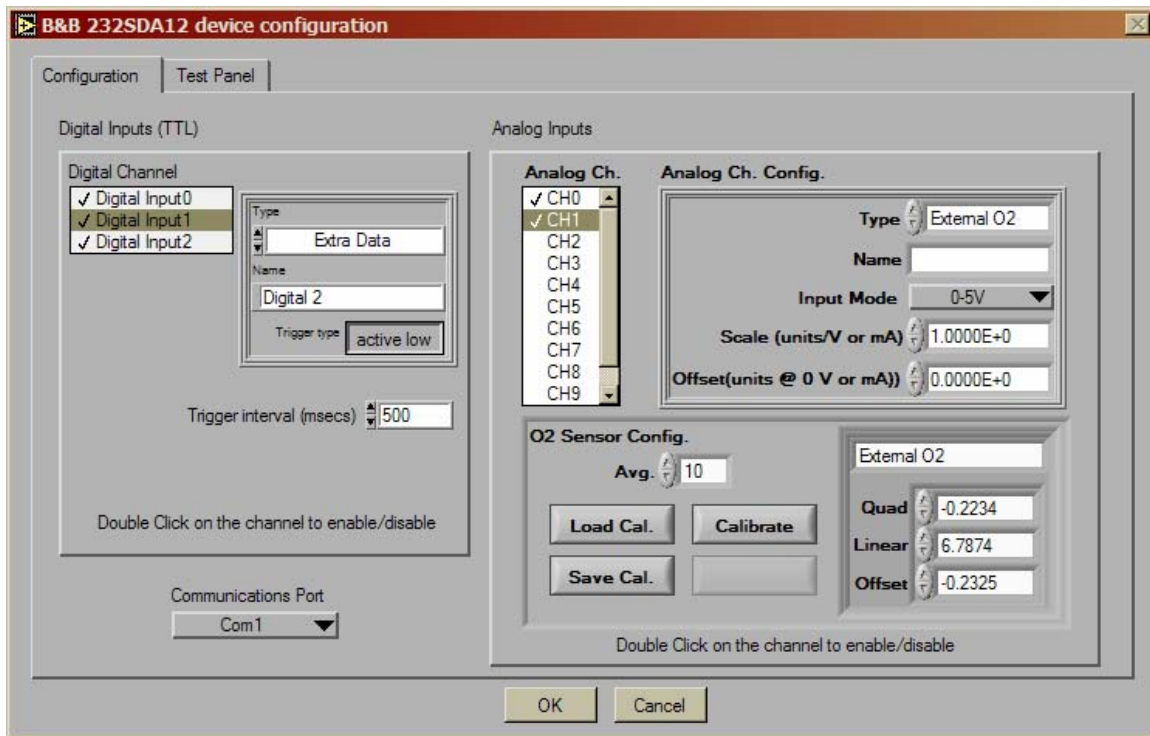 B&B 232SDA12 device configuration
Configuration
Test Panel
Digital Inputs (TTL)
Digital Channel
✓ Digital Input0
✓ Digital Input1
✓ Digital Input2
Type
Extra Data
Name
Digital 2
Trigger type active low
Trigger interval (msecs) 500
Double Click on the channel to enable/disable
Communications Port
Com1
Analog Inputs
Analog Ch.
✓ CH0
✓ CH1
CH2
CH3
CH4
CH5
CH6
CH7
CH8
CH9
Analog Ch. Config.
Type External O2
Name
Input Mode 0-5V
Scale (units/V or mA) 1.0000E+0
Offset(units @ 0 V or mA)) 0.0000E+0
O2 Sensor Config.
Avg. 10
Load Cal.
Calibrate
Save Cal.
External O2
Quad -0.2234
Linear 6.7874
Offset -0.2325
Double Click on the channel to enable/disable
OK
Cancel